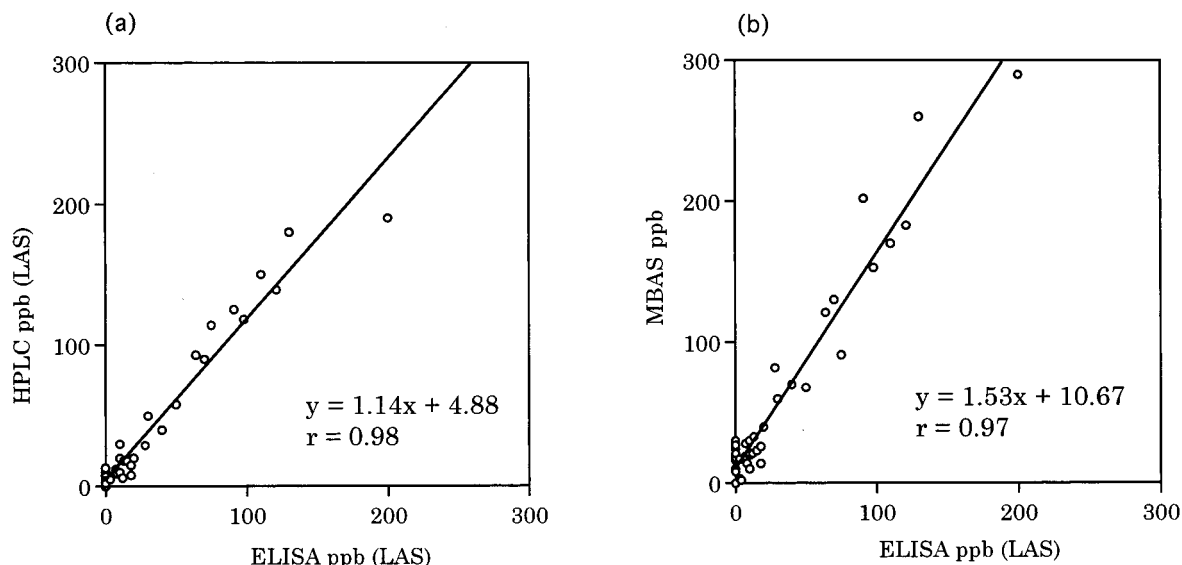 (a)
300
200
100
0
HPLC ppb (LAS)
y = 1.14x + 4.88
r = 0.98
0 100 200 300
ELISA ppb (LAS)
(b)
300
200
100
0
MBAS ppb
y = 1.53x + 10.67
r = 0.97
0 100 200 300
ELISA ppb (LAS)